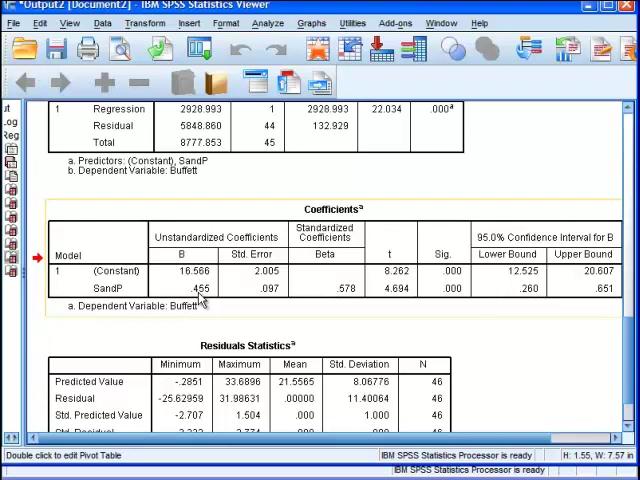 *Output2 [Document2] - IBM SPSS Statistics Viewer
File Edit View Data Transform Insert Format Analyze Graphs Utilities Add-ons Window Help
1 Regression 2928.993 1 2928.993 22.034 .000a
Residual 5848.860 44 132.929
Total 8777.853 45
a. Predictors: (Constant), SandP
b. Dependent Variable: Buffett
Coefficientsa
Model Unstandardized Coefficients Standardized Coefficients t Sig. 95.0% Confidence Interval for B
B Std. Error Beta Lower Bound Upper Bound
1 (Constant) 16.566 2.005 8.262 .000 12.525 20.607
SandP .455 .097 .578 4.694 .000 .260 .651
a. Dependent Variable: Buffett
Residuals Statisticsa
Minimum Maximum Mean Std. Deviation N
Predicted Value -.2851 33.6896 21.5565 8.06776 46
Residual -25.62959 31.98631 .00000 11.40064 46
Std. Predicted Value -2.707 1.504 .000 1.000 46
Double click to edit Pivot Table IBM SPSS Statistics Processor is ready H: 1.55, W: 7.57 in
IBM SPSS Statistics Processor is ready